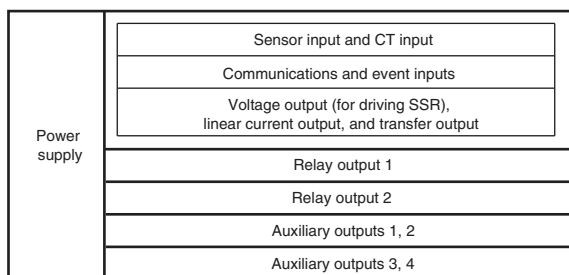 Power
supply
Sensor input and CT input
Communications and event inputs
Voltage output (for driving SSR),
linear current output, and transfer output
Relay output 1
Relay output 2
Auxiliary outputs 1, 2
Auxiliary outputs 3, 4